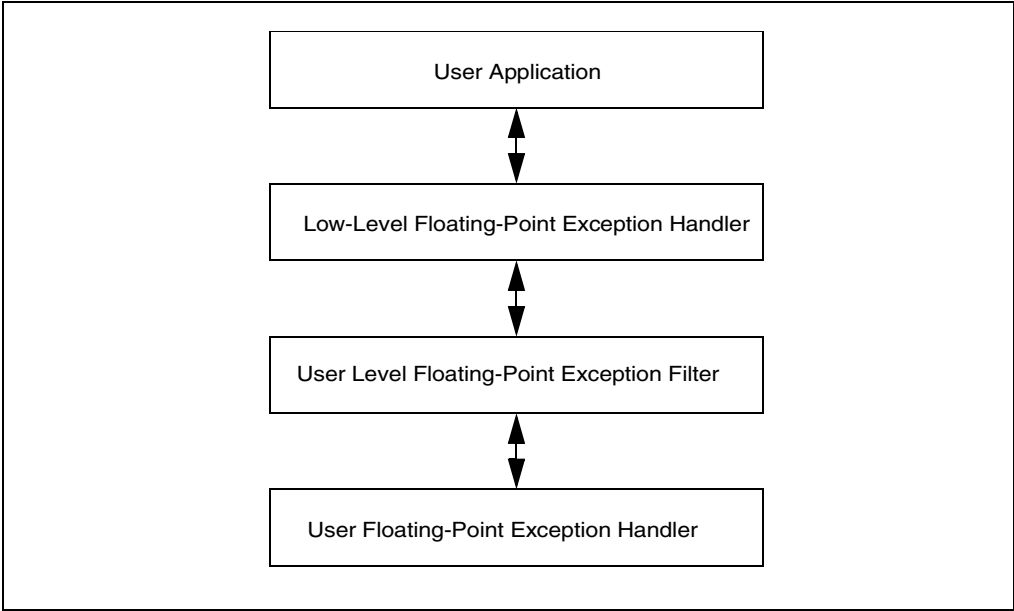 User Application
Low-Level Floating-Point Exception Handler
User Level Floating-Point Exception Filter
User Floating-Point Exception Handler